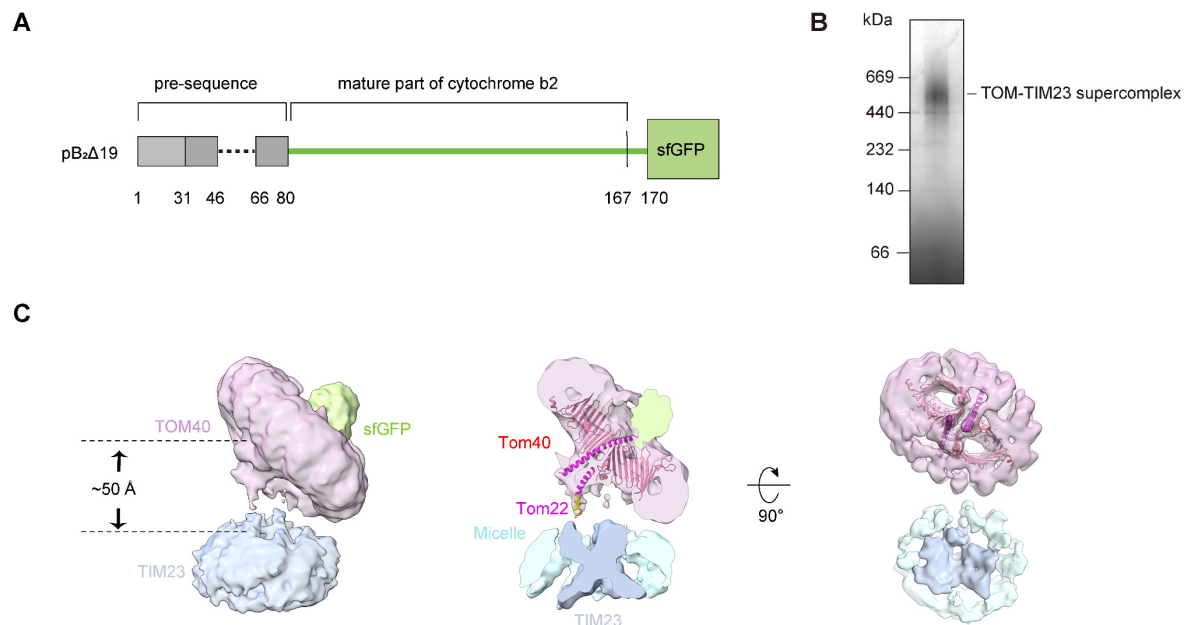 A
pre-sequence
mature part of cytochrome b2
pB₂Δ19
sfGFP
1 31 46 66 80 167 170
B
kDa
669
TOM-TIM23 supercomplex
440
232
140
66
C
TOM40
sfGFP
~50 Å
TIM23
Tom40
Tom22
Micelle
TIM23
90°